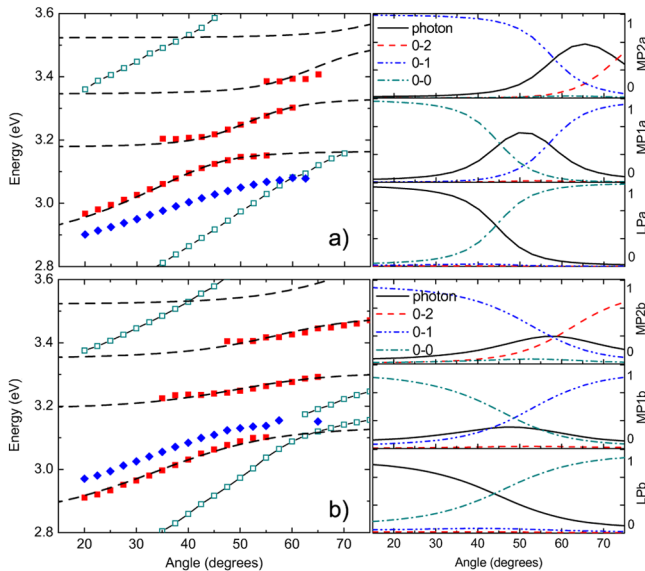 3.6
3.4
3.2
3.0
2.8
Energy (eV)
a)
photon
0-2
0-1
0-0
1
0
MP2a
1
0
MP1a
1
0
LPa
3.6
3.4
3.2
3.0
2.8
Energy (eV)
b)
20 30 40 50 60 70
Angle (degrees)
photon
0-2
0-1
0-0
1
0
MP2b
1
0
MP1b
1
0
LPb
20 30 40 50 60 70
Angle (degrees)